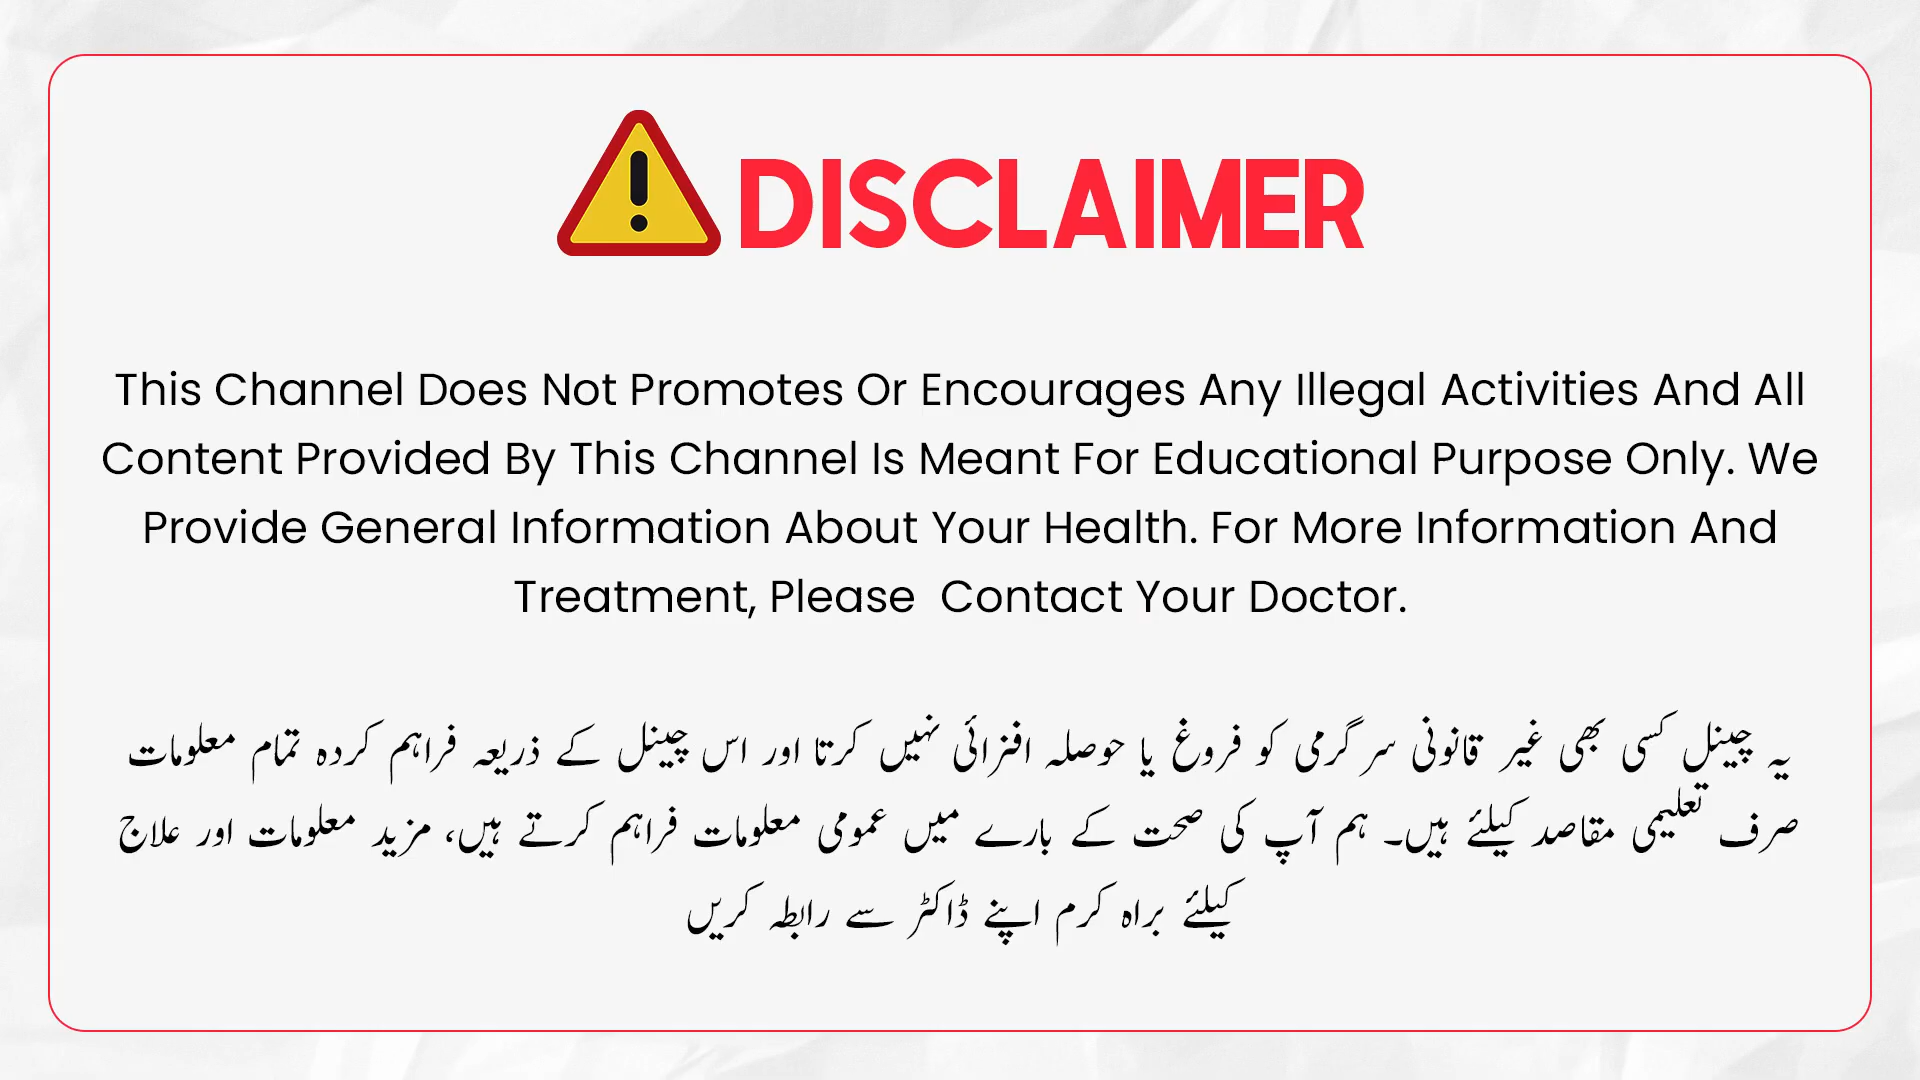 DISCLAIMER
This Channel Does Not Promotes Or Encourages Any Illegal Activities And All
Content Provided By This Channel Is Meant For Educational Purpose Only. We
Provide General Information About Your Health. For More Information And
Treatment, Please  Contact Your Doctor.
یہ چینل کسی بھی غیر قانونی سر گرمی کو فروغ یا حوصلہ افزائی نہیں کرتا اور اس چینل کے ذریعہ فراہم کردہ تمام معلومات
صرف تعلیمی مقاصد کیلئے ہیں۔ ہم آپ کی صحت کے بارے میں عمومی معلومات فراہم کرتے ہیں، مزید معلومات اور علاج
کیلئے براہ کرم اپنے ڈاکٹر سے رابطہ کریں